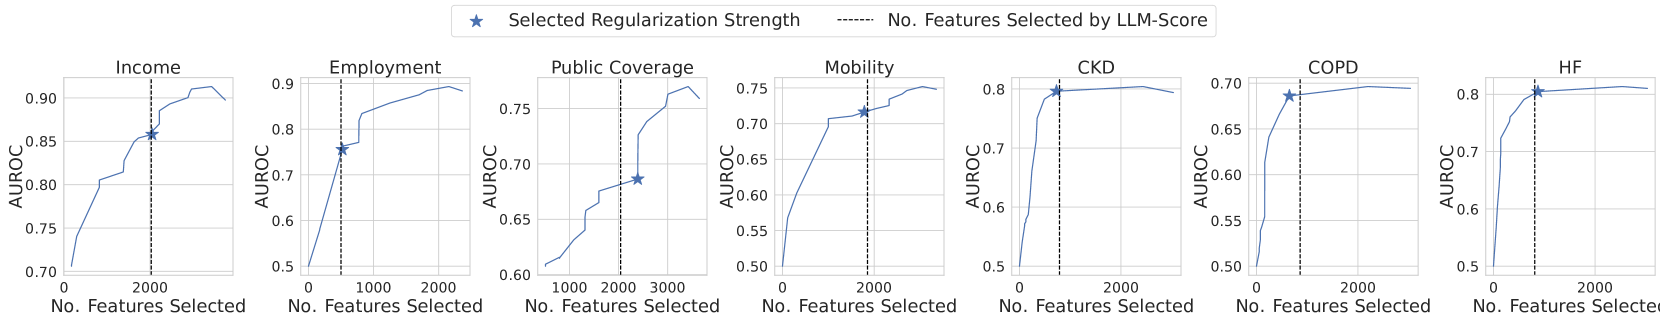 Selected Regularization Strength No. Features Selected by LLM-Score
Income
AUROC
0.90
0.85
0.80
0.75
0.70
0 2000
No. Features Selected
Employment
AUROC
0.9
0.8
0.7
0.6
0.5
0 1000 2000
No. Features Selected
Public Coverage
AUROC
0.75
0.70
0.65
0.60
1000 2000 3000
No. Features Selected
Mobility
AUROC
0.75
0.70
0.65
0.60
0.55
0.50
0 2000
No. Features Selected
CKD
AUROC
0.8
0.7
0.6
0.5
0 2000
No. Features Selected
COPD
AUROC
0.70
0.65
0.60
0.55
0.50
0 2000
No. Features Selected
HF
AUROC
0.8
0.7
0.6
0.5
0 2000
No. Features Selected